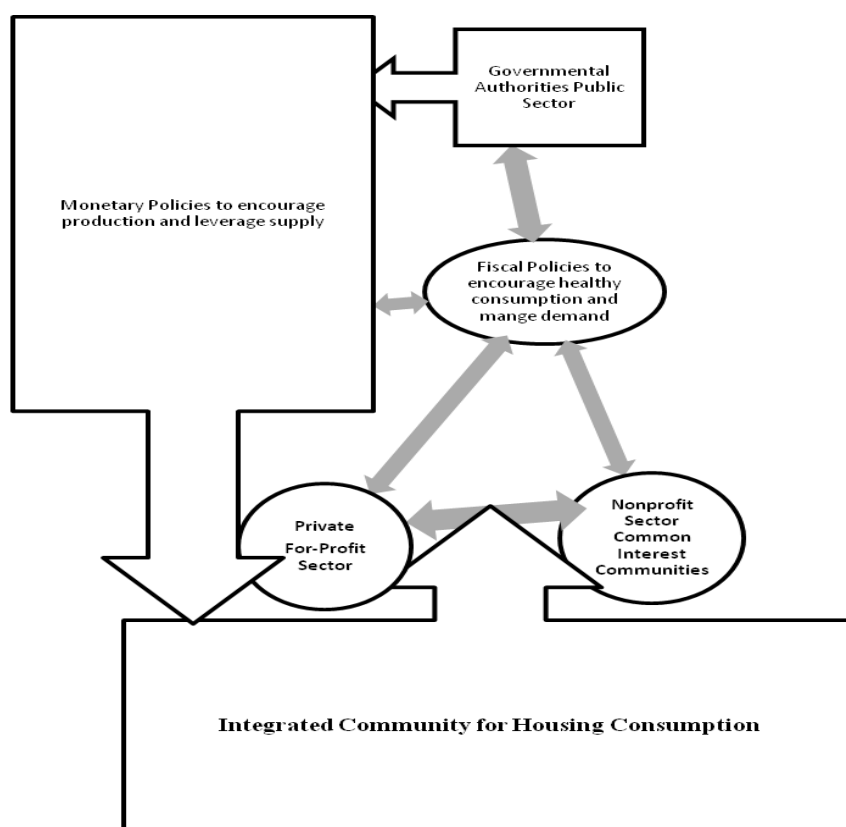 Governmental
Authorities Public
Sector
Monetary Policies to encourage
production and leverage supply
Fiscal Policies to
encourage healthy
consumption and
mange demand
Private
For-Profit
Sector
Nonprofit
Sector
Common
Interest
Communities
Integrated Community for Housing Consumption